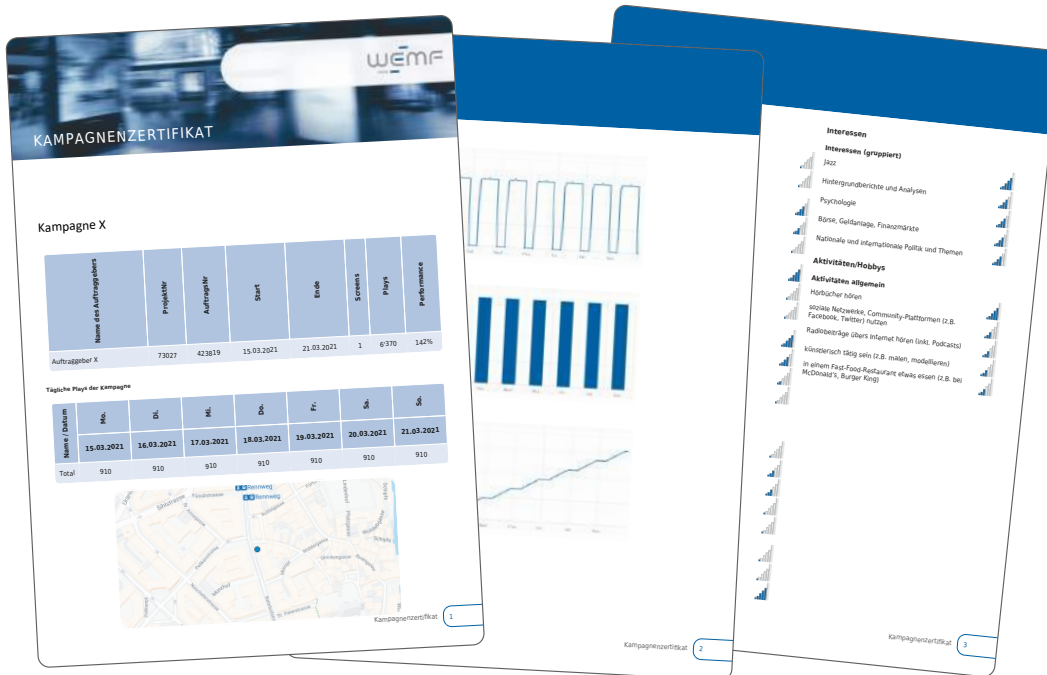 WEMF
KAMPAGNENZERTIFIKAT
Kampagne X
Name des Auftraggebers
ProjektNr
AuftragsNr
Start
Ende
Screens
Plays
Performance
Auftraggeber X 73027 423819 15.03.2021 21.03.2021 1 6'370 142%
Tägliche Plays der Kampagne
Name / Datum
Mo. Di. Mi. Do. Fr. Sa. So.
15.03.2021 16.03.2021 17.03.2021 18.03.2021 19.03.2021 20.03.2021 21.03.2021
Total 910 910 910 910 910 910 910
Rennweg
Rennweg
Sihlstrasse
Füsslistrasse
Kampagnenzertifikat 1
Kampagnenzertifikat 2
Interessen
Interessen (gruppiert)
Jazz
Hintergrundberichte und Analysen
Psychologie
Börse, Geldanlage, Finanzmärkte
Nationale und internationale Politik und Themen
Aktivitäten/Hobbys
Aktivitäten allgemein
Hörbücher hören
soziale Netzwerke, Community-Plattformen (z.B.
Facebook, Twitter) nutzen
Radiobeiträge übers Internet hören (inkl. Podcasts)
künstlerisch tätig sein (z.B. malen, modellieren)
in einem Fast-Food-Restaurant etwas essen (z.B. bei
McDonald's, Burger King)
Kampagnenzertifikat 3